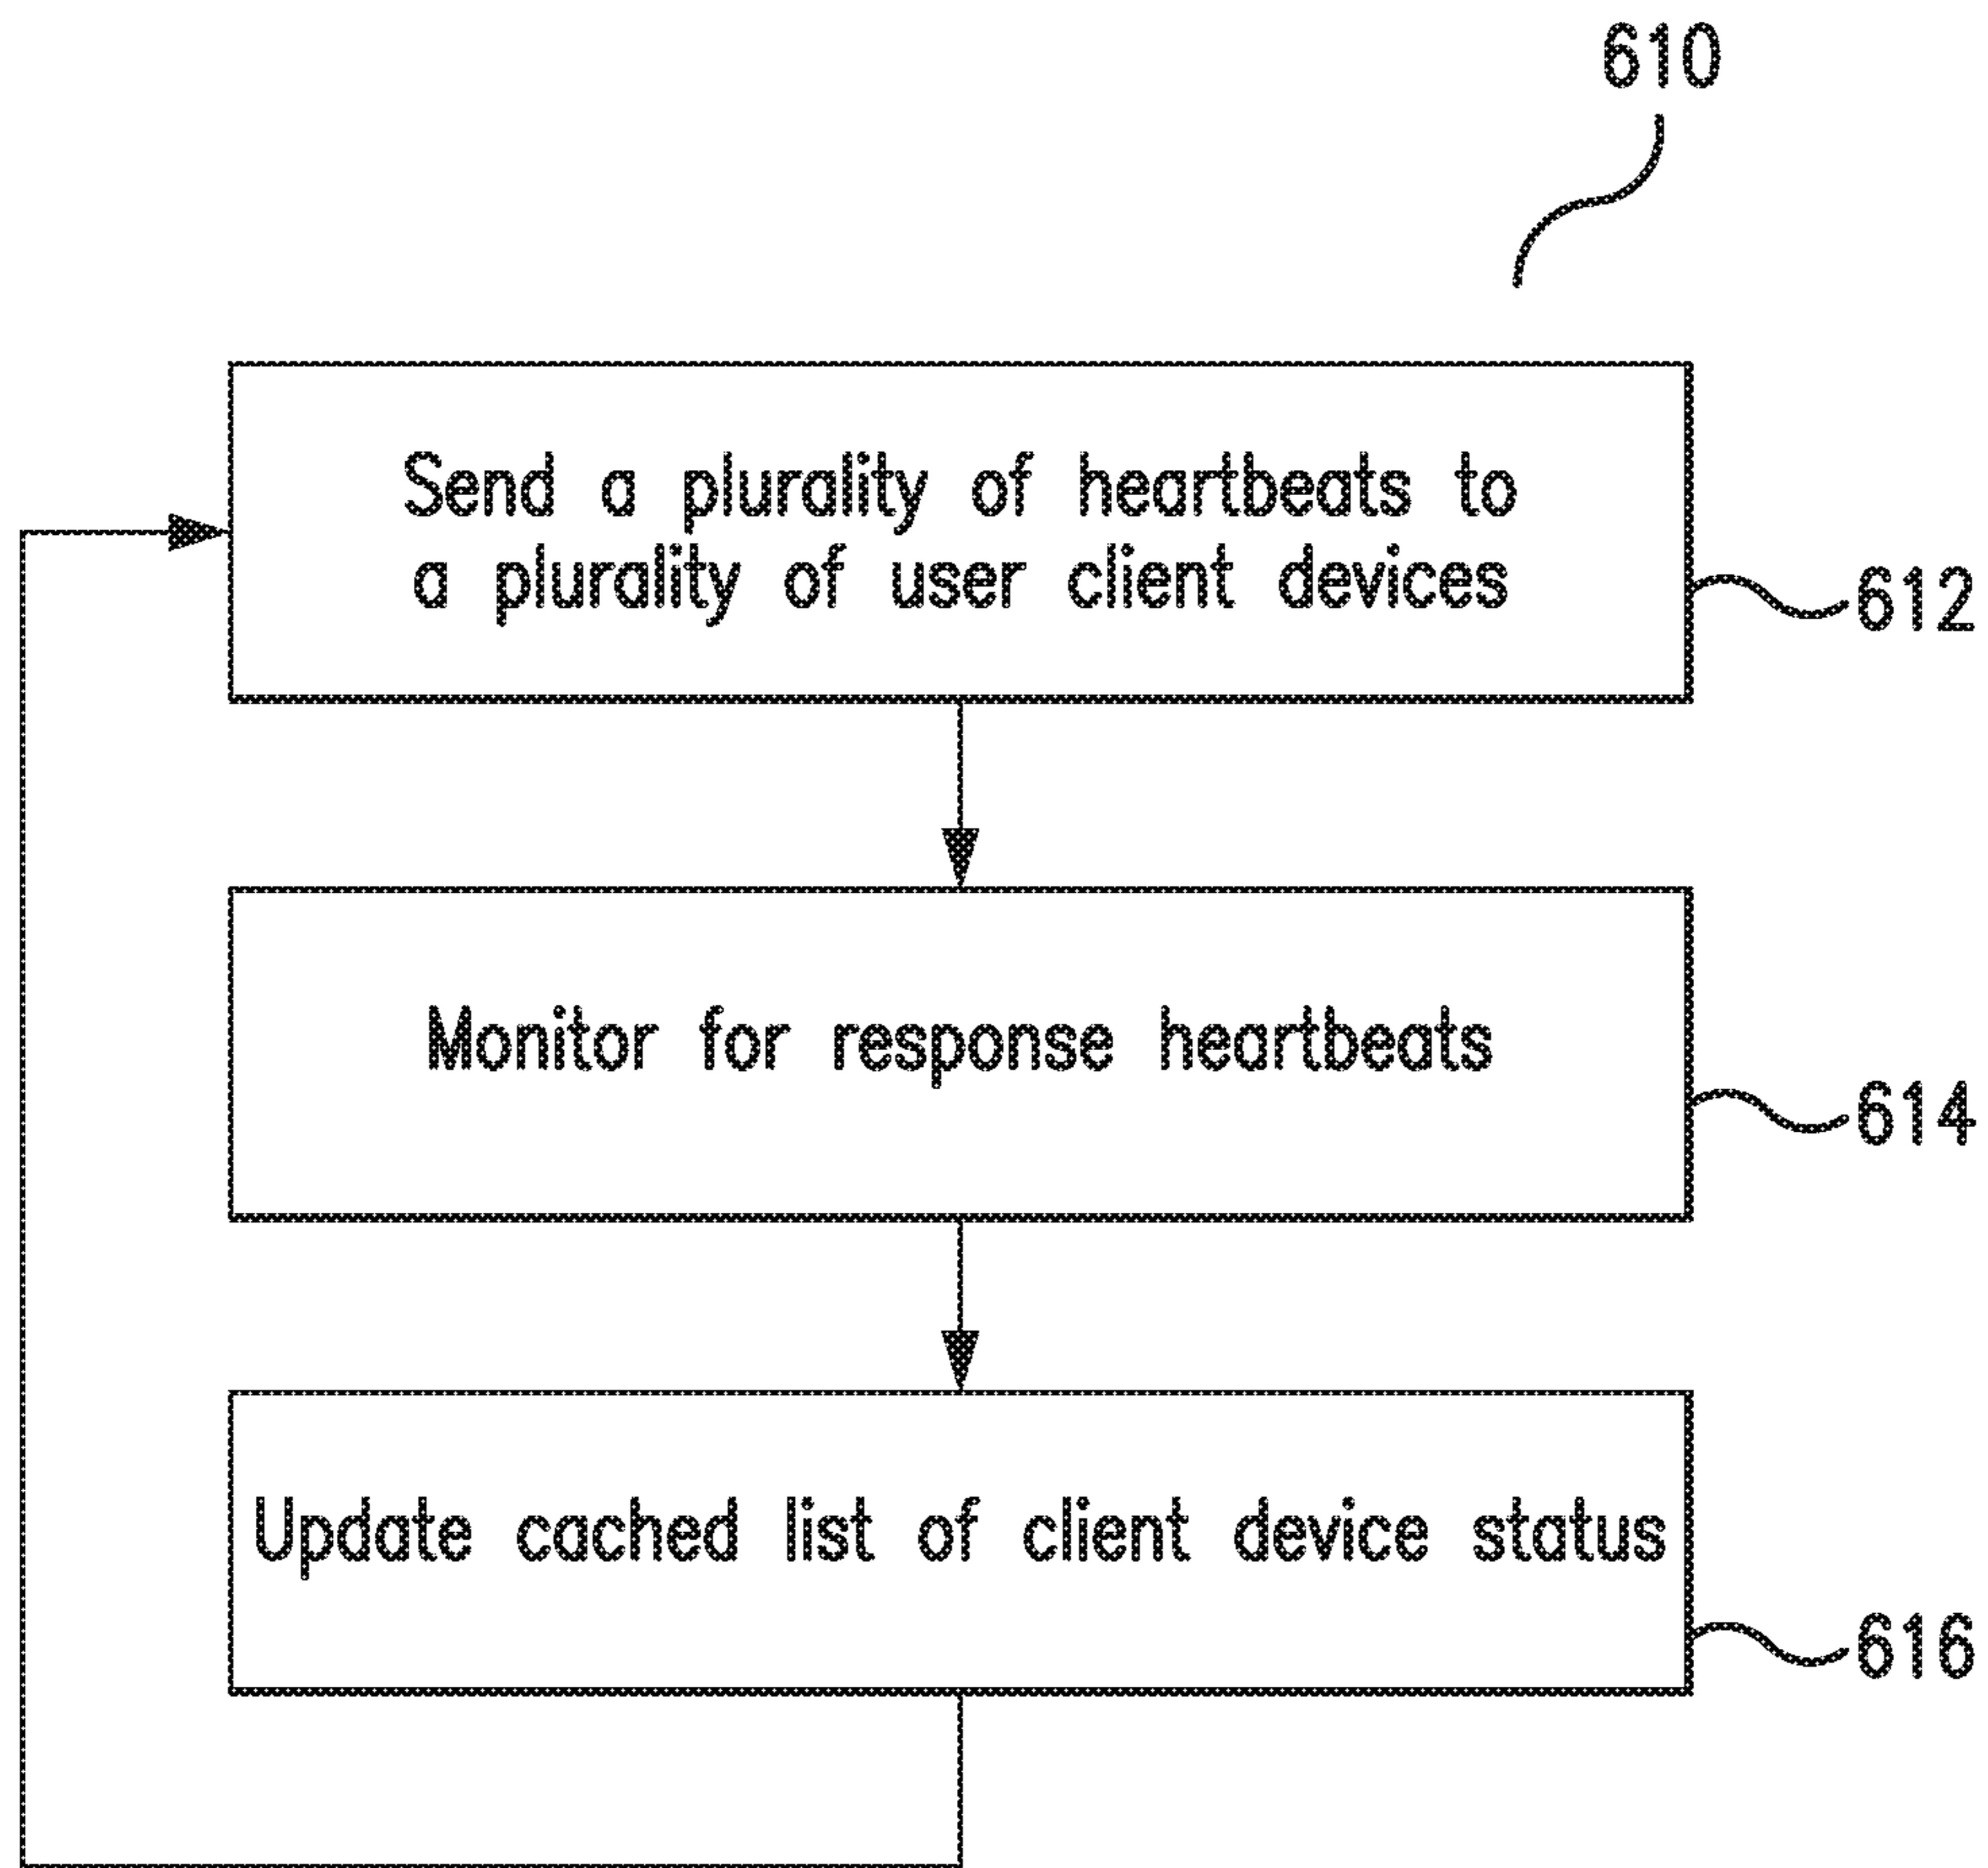 610
Send a plurality of heartbeats to
a plurality of user client devices
612
Monitor for response heartbeats
614
Update cached list of client device status
616